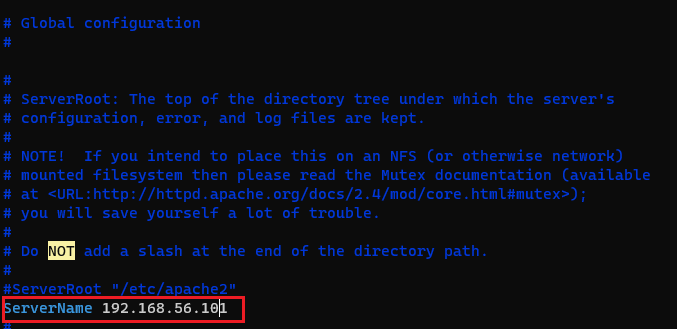 # Global configuration
#
#
# ServerRoot: The top of the directory tree under which the server's
# configuration, error, and log files are kept.
#
# NOTE!  If you intend to place this on an NFS (or otherwise network)
# mounted filesystem then please read the Mutex documentation (available
# at <URL:http://httpd.apache.org/docs/2.4/mod/core.html#mutex>);
# you will save yourself a lot of trouble.
#
# Do NOT add a slash at the end of the directory path.
#
#ServerRoot "/etc/apache2"
ServerName 192.168.56.101
#